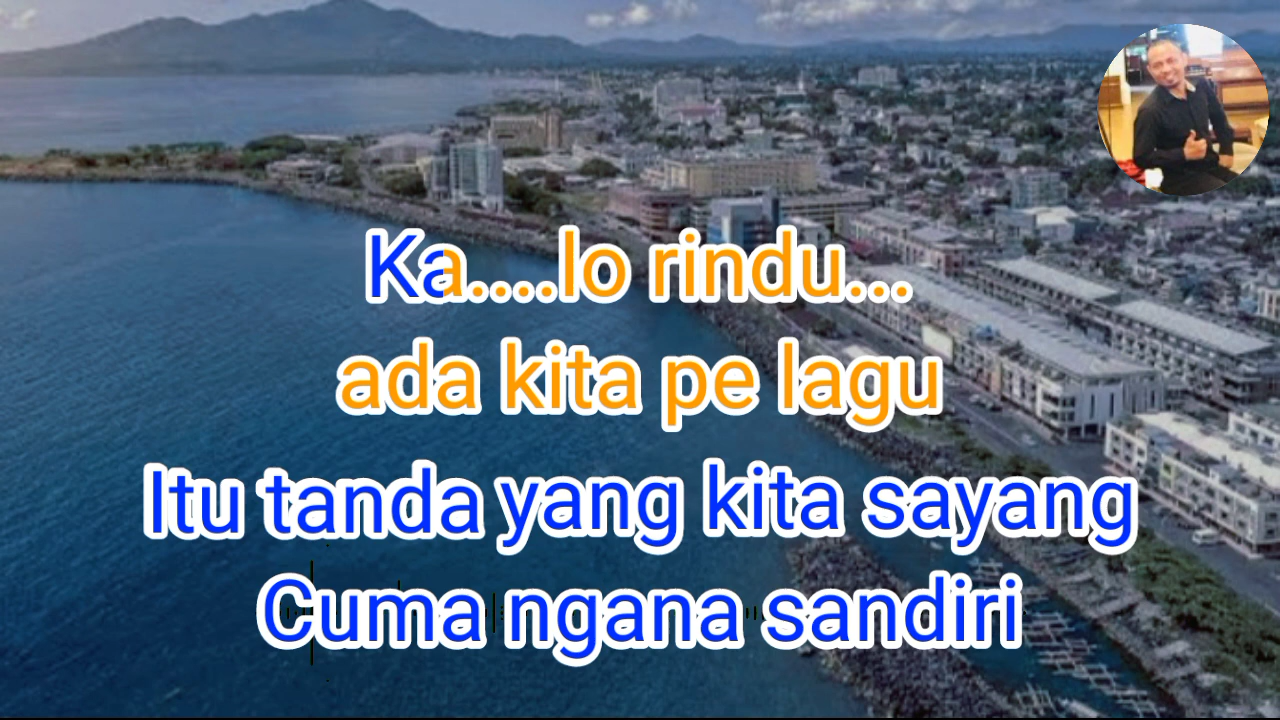 Ka....lo rindu...
ada kita pe lagu
Itu tanda yang kita sayang
Cuma ngana sandiri